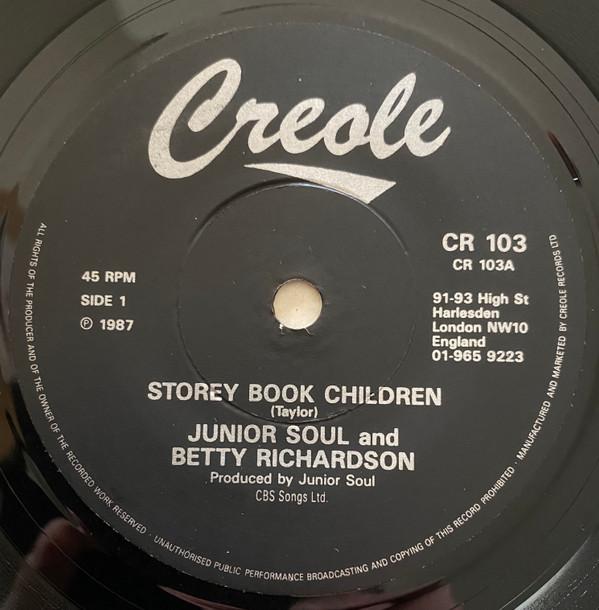 Creole
CR 103
CR 103A
45 RPM
SIDE 1
℗ 1987
91-93 High St
Harlesden
London NW10
England
01-965 9223
STOREY BOOK CHILDREN
(Taylor)
JUNIOR SOUL and
BETTY RICHARDSON
Produced by Junior Soul
CBS Songs Ltd.
ALL RIGHTS OF THE PRODUCER AND OF THE OWNER OF THE RECORDED WORK RESERVED · UNAUTHORISED PUBLIC PERFORMANCE BROADCASTING AND COPYING OF THIS RECORD PROHIBITED · MANUFACTURED AND MARKETED BY CREOLE RECORDS LTD